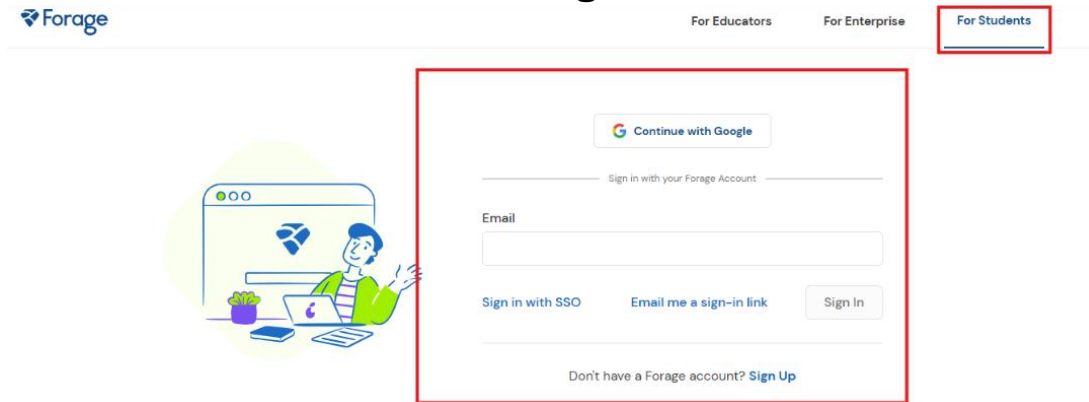 Forage
For Educators For Enterprise For Students
Continue with Google
Sign in with your Forage Account
Email
Sign in with SSO Email me a sign-in link Sign In
Don't have a Forage account? Sign Up